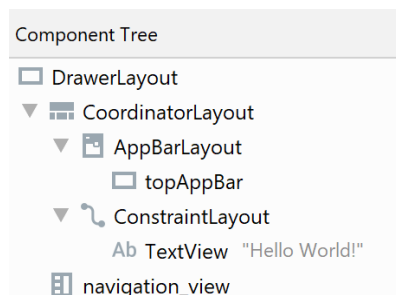 Component Tree
DrawerLayout
CoordinatorLayout
AppBarLayout
topAppBar
ConstraintLayout
Ab TextView "Hello World!"
navigation_view